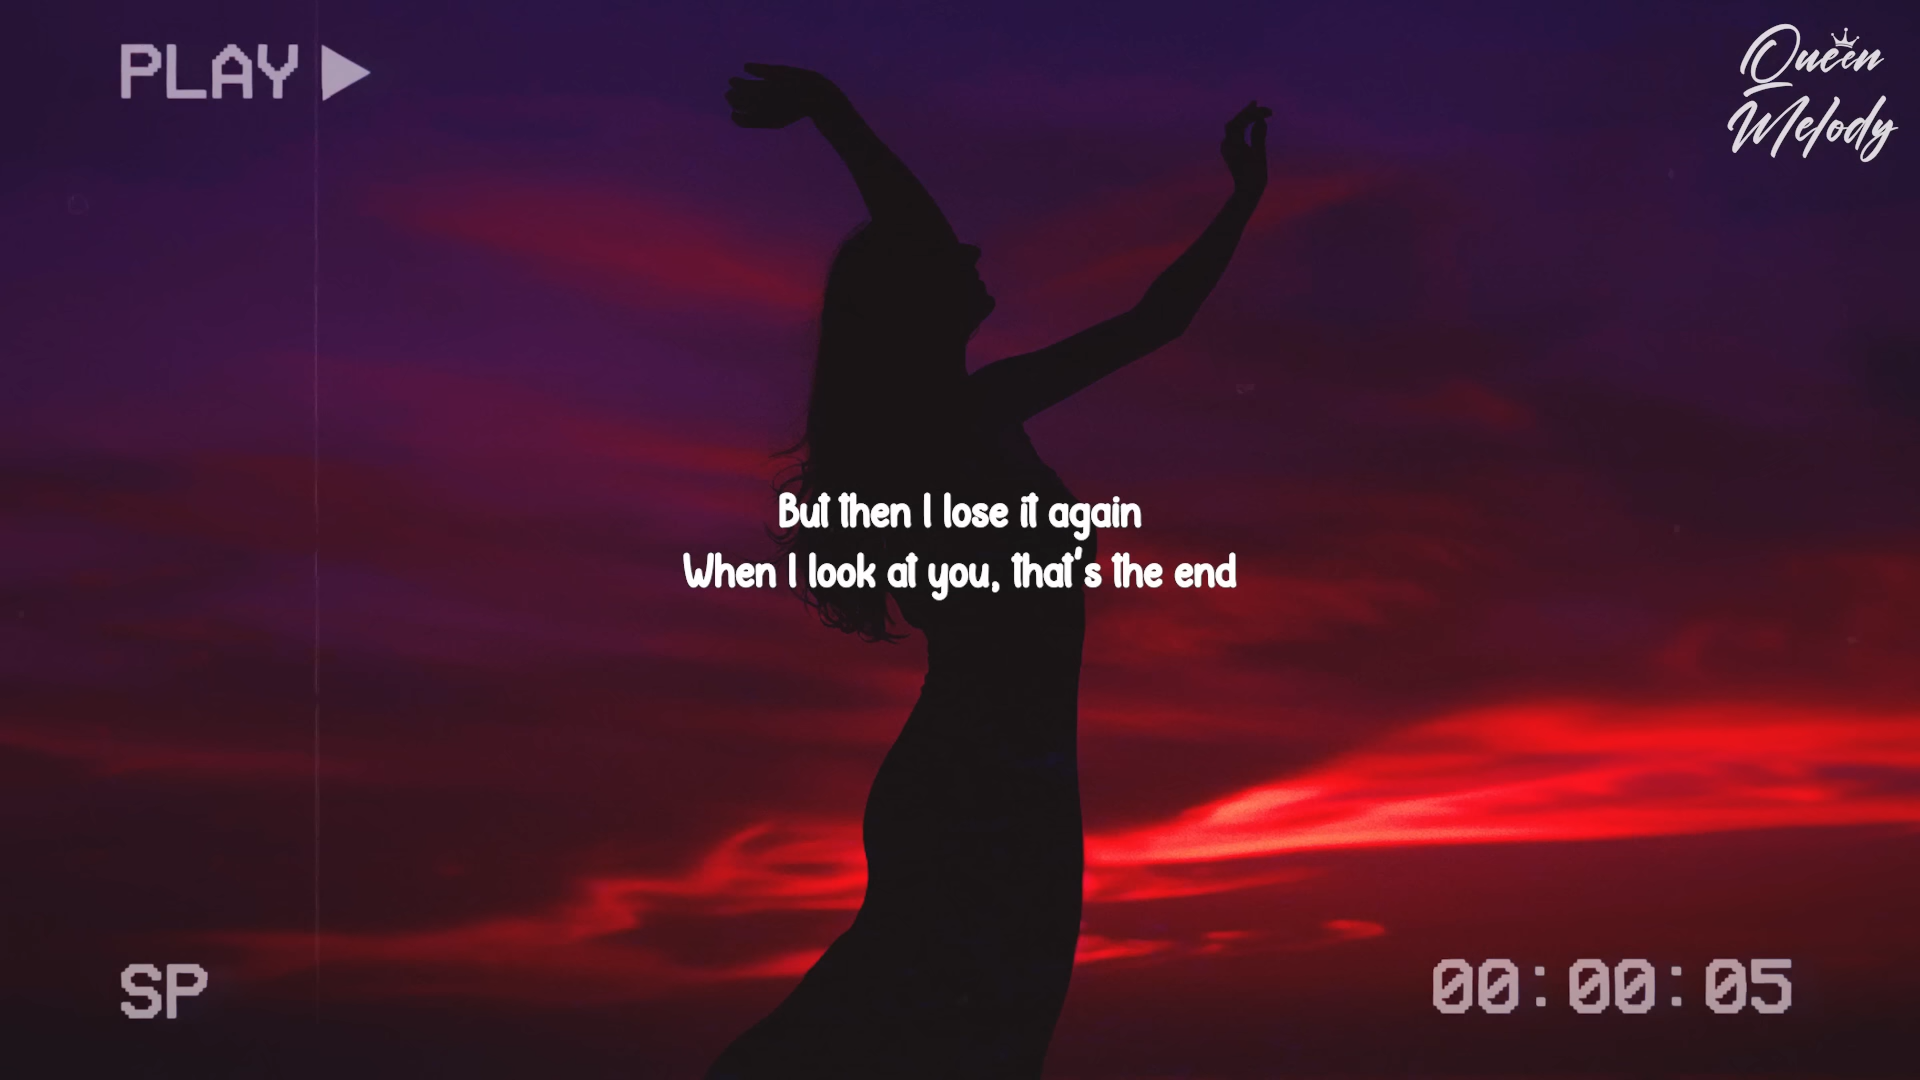 PLAY
Queen
Melody
But then I lose it again
When I look at you, that's the end
SP
00:00:05